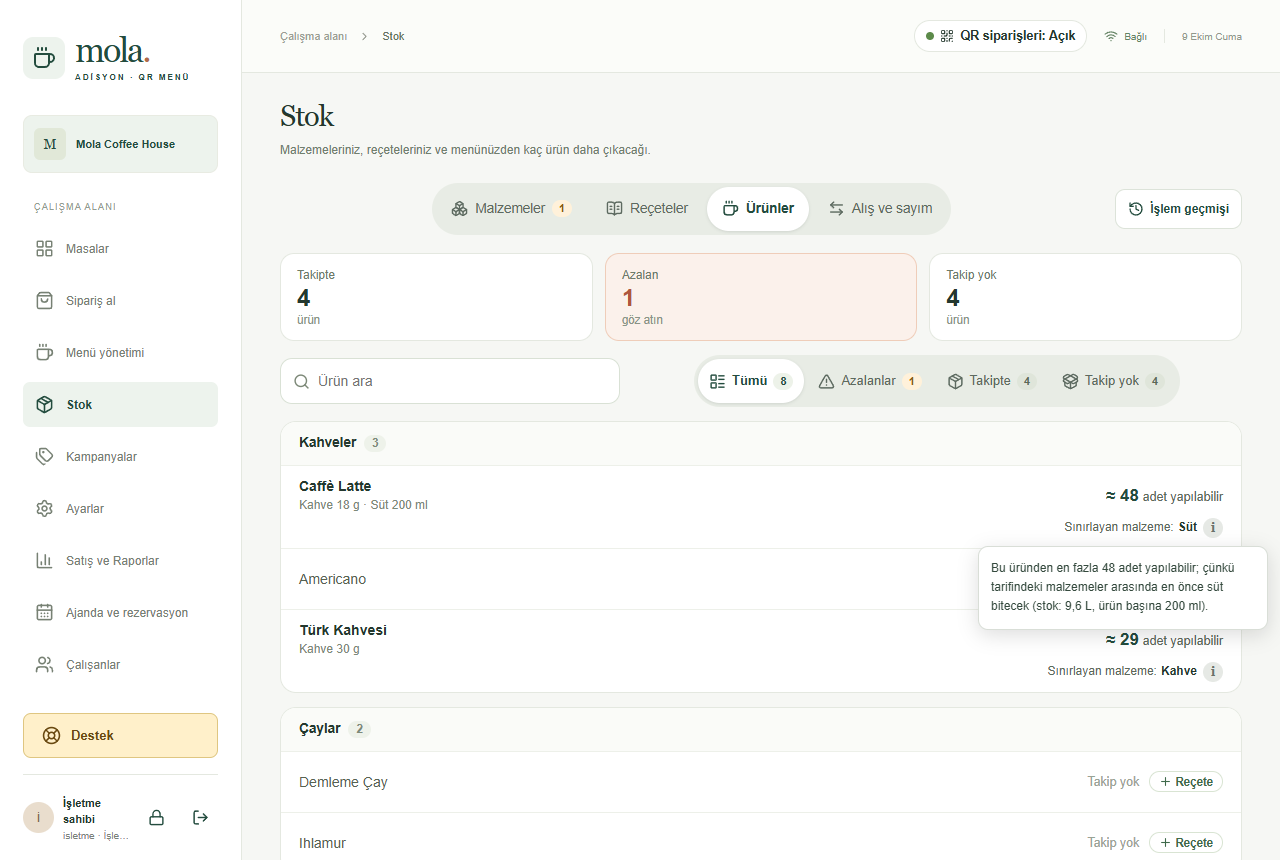 mola.
ADİSYON · QR MENÜ
M
Mola Coffee House
ÇALIŞMA ALANI
Masalar
Sipariş al
Menü yönetimi
Stok
Kampanyalar
Ayarlar
Satış ve Raporlar
Ajanda ve rezervasyon
Çalışanlar
Destek
i
İşletme sahibi
isletme · İşle...
Çalışma alanı > Stok
QR siparişleri: Açık
Bağlı
9 Ekim Cuma
Stok
Malzemeleriniz, reçeteleriniz ve menünüzden kaç ürün daha çıkacağı.
Malzemeler 1
Reçeteler
Ürünler
Alış ve sayım
İşlem geçmişi
Takipte
4
ürün
Azalan
1
göz atın
Takip yok
4
ürün
Ürün ara
Tümü 8
Azalanlar 1
Takipte 4
Takip yok 4
Kahveler 3
Caffè Latte
Kahve 18 g · Süt 200 ml
≈ 48 adet yapılabilir
Sınırlayan malzeme: Süt i
Bu üründen en fazla 48 adet yapılabilir; çünkü
tarifindeki malzemeler arasında en önce süt
bitecek (stok: 9,6 L, ürün başına 200 ml).
Americano
Türk Kahvesi
Kahve 30 g
≈ 29 adet yapılabilir
Sınırlayan malzeme: Kahve i
Çaylar 2
Demleme Çay
Takip yok + Reçete
Ihlamur
Takip yok + Reçete